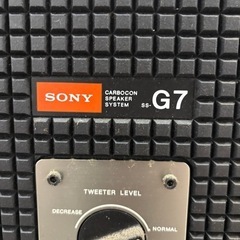 SONY
CARBOCON
SPEAKER
SYSTEM SS-G7
TWEETER LEVEL
DECREASE NORMAL